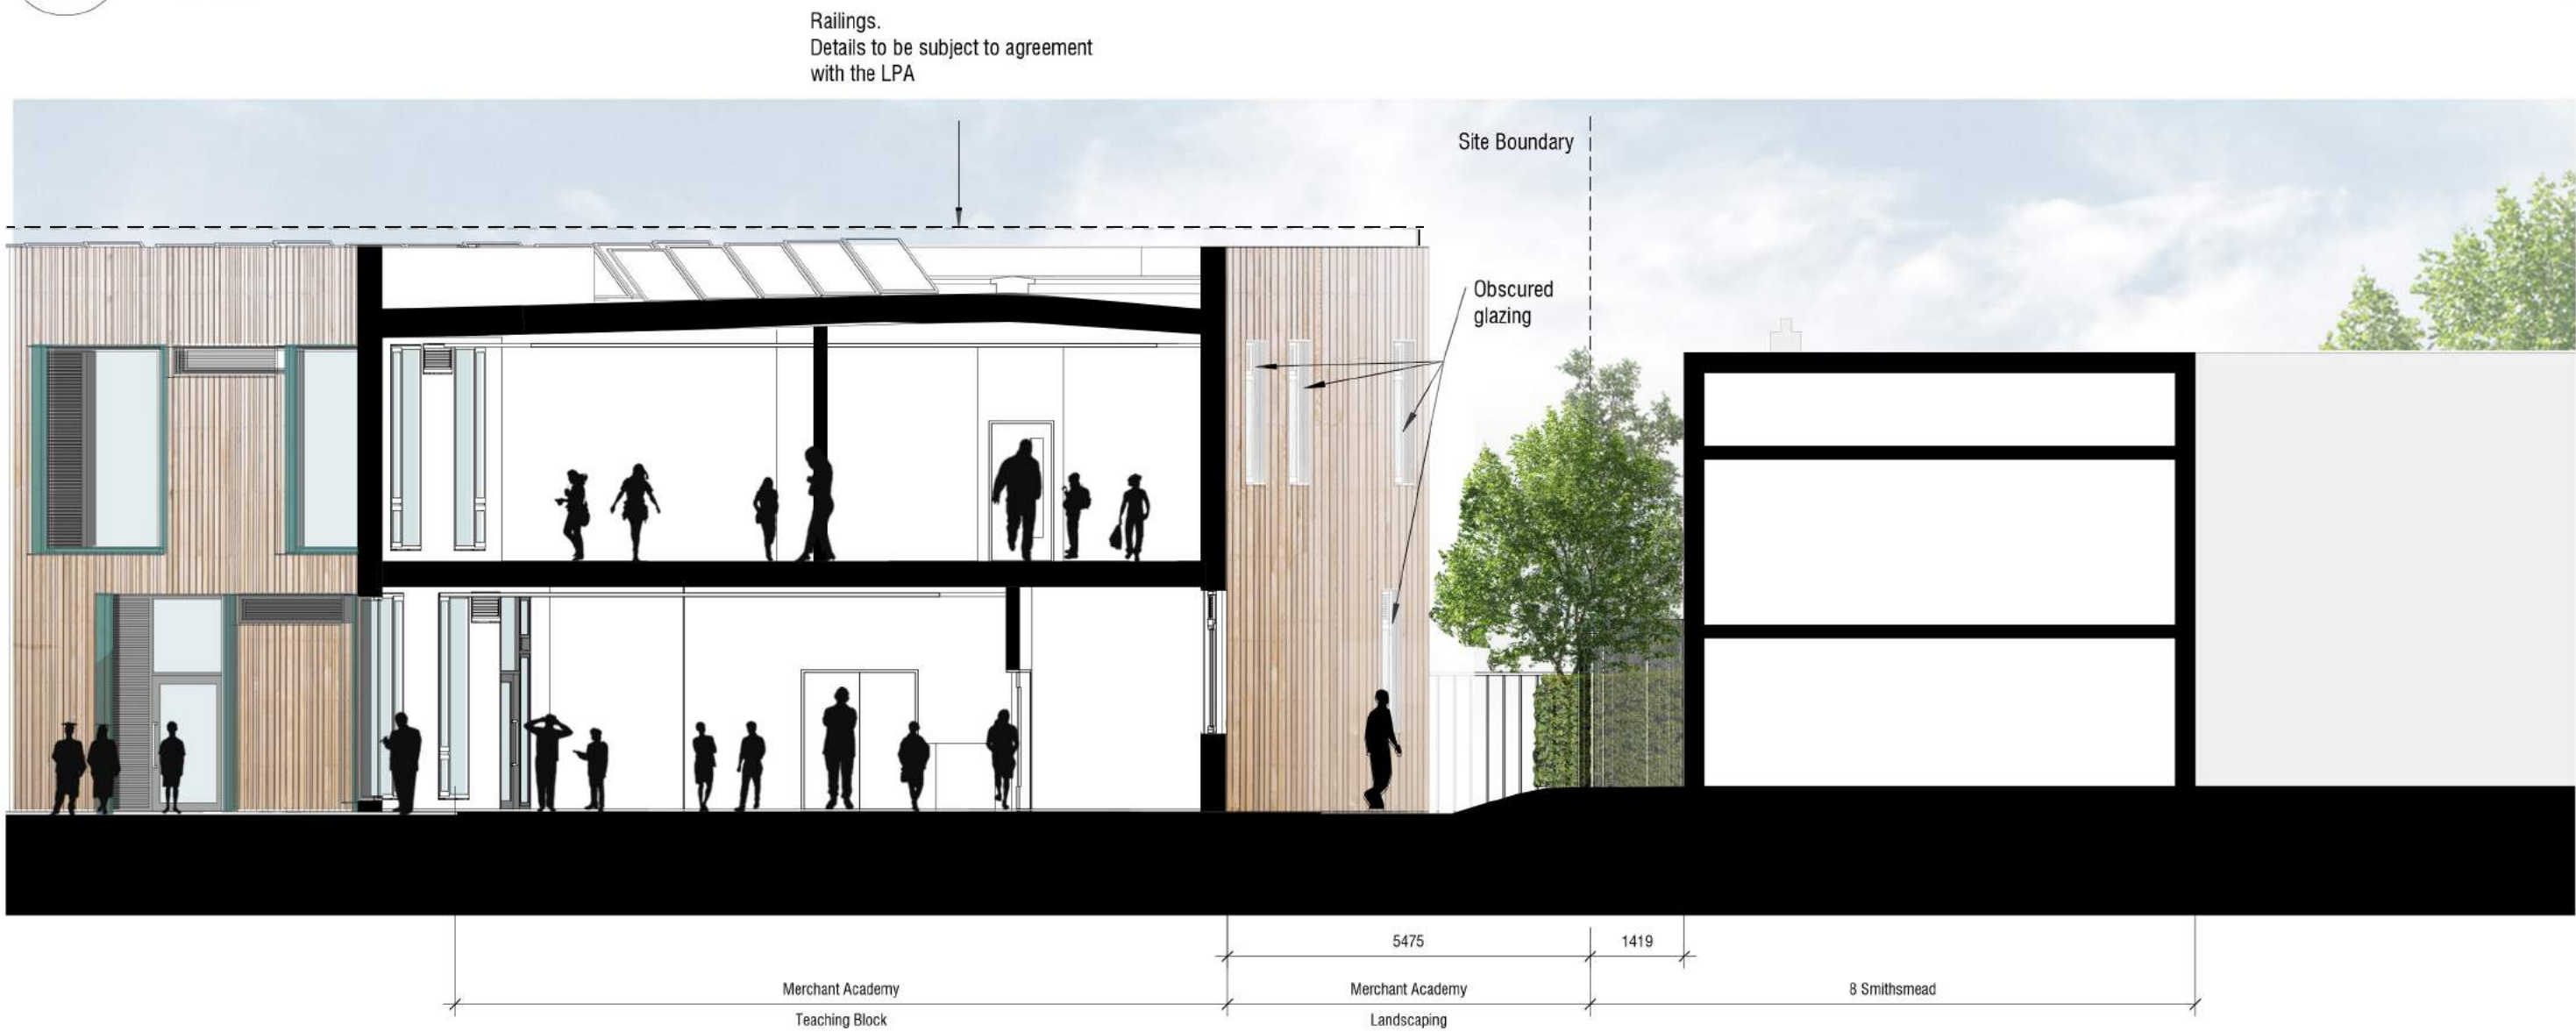 Railings.
Details to be subject to agreement
with the LPA
Site Boundary
Obscured
glazing
5475
1419
Merchant Academy
Teaching Block
Merchant Academy
Landscaping
8 Smithsmead